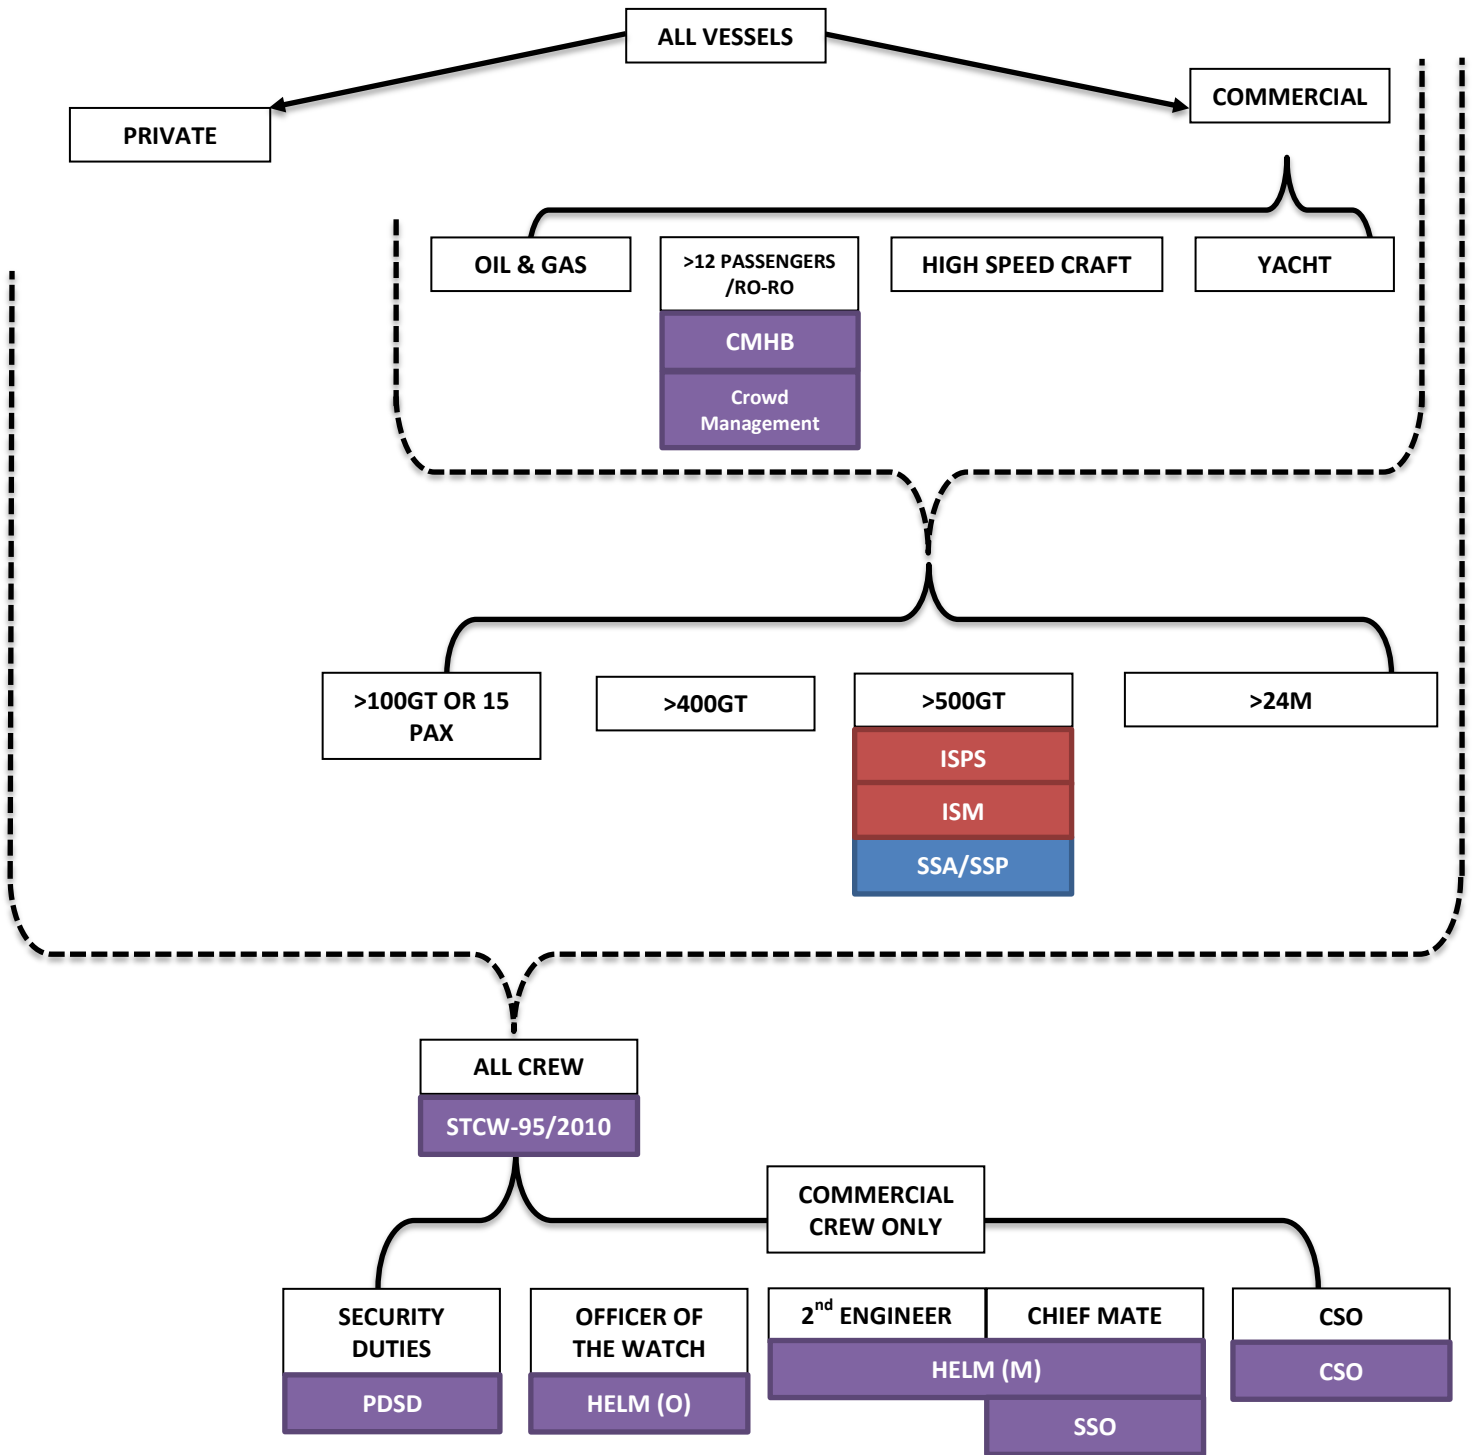 ALL VESSELS
PRIVATE
COMMERCIAL
OIL & GAS
>12 PASSENGERS
/RO-RO
HIGH SPEED CRAFT
YACHT
CMHB
Crowd
Management
>100GT OR 15
PAX
>400GT
>500GT
>24M
ISPS
ISM
SSA/SSP
ALL CREW
STCW-95/2010
COMMERCIAL
CREW ONLY
SECURITY
DUTIES
OFFICER OF
THE WATCH
2nd ENGINEER
CHIEF MATE
CSO
PDSD
HELM (O)
HELM (M)
CSO
SSO